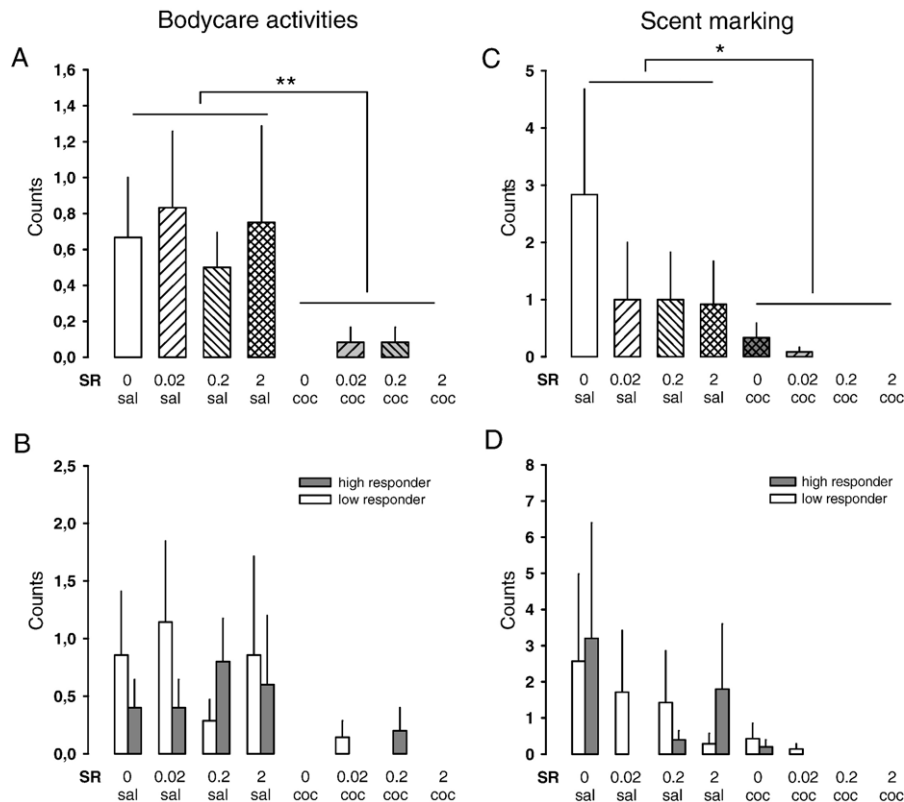 Bodycare activities
Scent marking
A
1,6
1,4
1,2
1,0
0,8
0,6
0,4
0,2
0,0
Counts
**
SR 0 0.02 0.2 2 0 0.02 0.2 2
sal sal sal sal coc coc coc coc
C
5
4
3
2
1
0
Counts
*
SR 0 0.02 0.2 2 0 0.02 0.2 2
sal sal sal sal coc coc coc coc
B
2,5
2,0
1,5
1,0
0,5
0,0
Counts
high responder
low responder
SR 0 0.02 0.2 2 0 0.02 0.2 2
sal sal sal sal coc coc coc coc
D
8
7
6
5
4
3
2
1
0
Counts
high responder
low responder
SR 0 0.02 0.2 2 0 0.02 0.2 2
sal sal sal sal coc coc coc coc